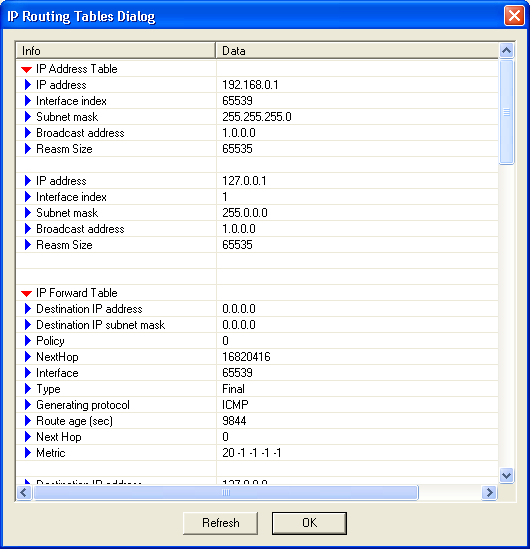 IP Routing Tables Dialog
Info Data
IP Address Table
IP address 192.168.0.1
Interface index 65539
Subnet mask 255.255.255.0
Broadcast address 1.0.0.0
Reasm Size 65535
IP address 127.0.0.1
Interface index 1
Subnet mask 255.0.0.0
Broadcast address 1.0.0.0
Reasm Size 65535
IP Forward Table
Destination IP address 0.0.0.0
Destination IP subnet mask 0.0.0.0
Policy 0
NextHop 16820416
Interface 65539
Type Final
Generating protocol ICMP
Route age (sec) 9844
Next Hop 0
Metric 20 -1 -1 -1 -1
Destination IP address 127.0.0.0
Refresh OK